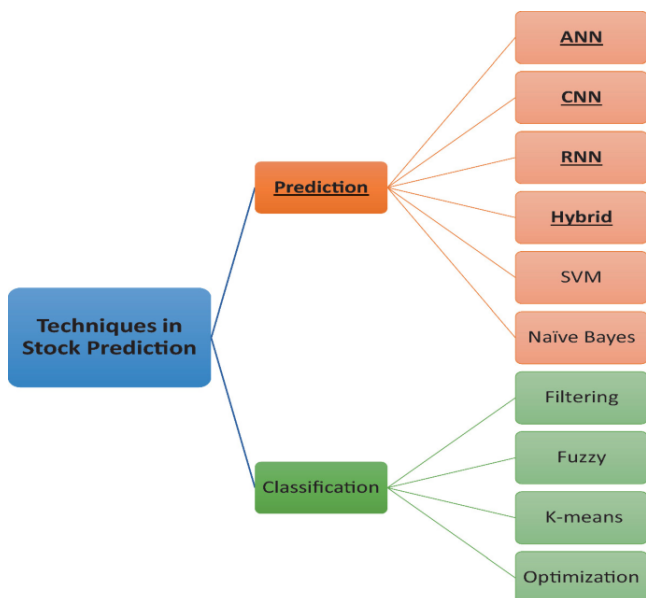 ANN
CNN
RNN
Hybrid
SVM
Naïve Bayes
Prediction
Techniques in
Stock Prediction
Classification
Filtering
Fuzzy
K-means
Optimization